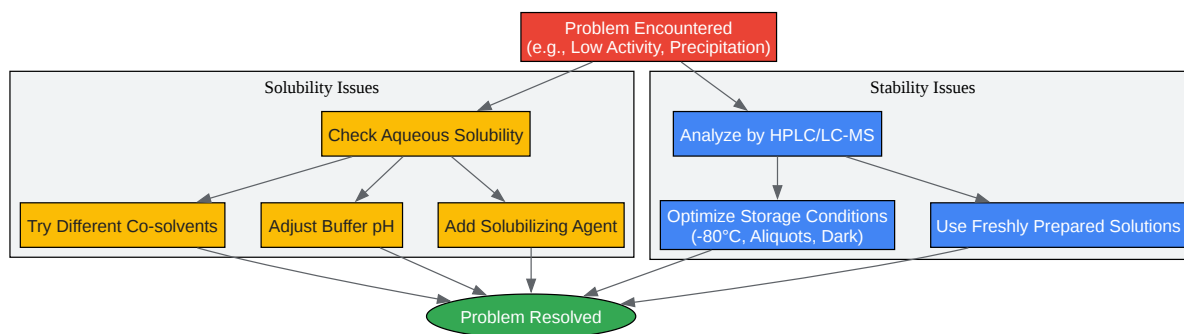 Problem Encountered
(e.g., Low Activity, Precipitation)
Solubility Issues
Stability Issues
Check Aqueous Solubility
Analyze by HPLC/LC-MS
Try Different Co-solvents
Adjust Buffer pH
Add Solubilizing Agent
Optimize Storage Conditions
(-80°C, Aliquots, Dark)
Use Freshly Prepared Solutions
Problem Resolved